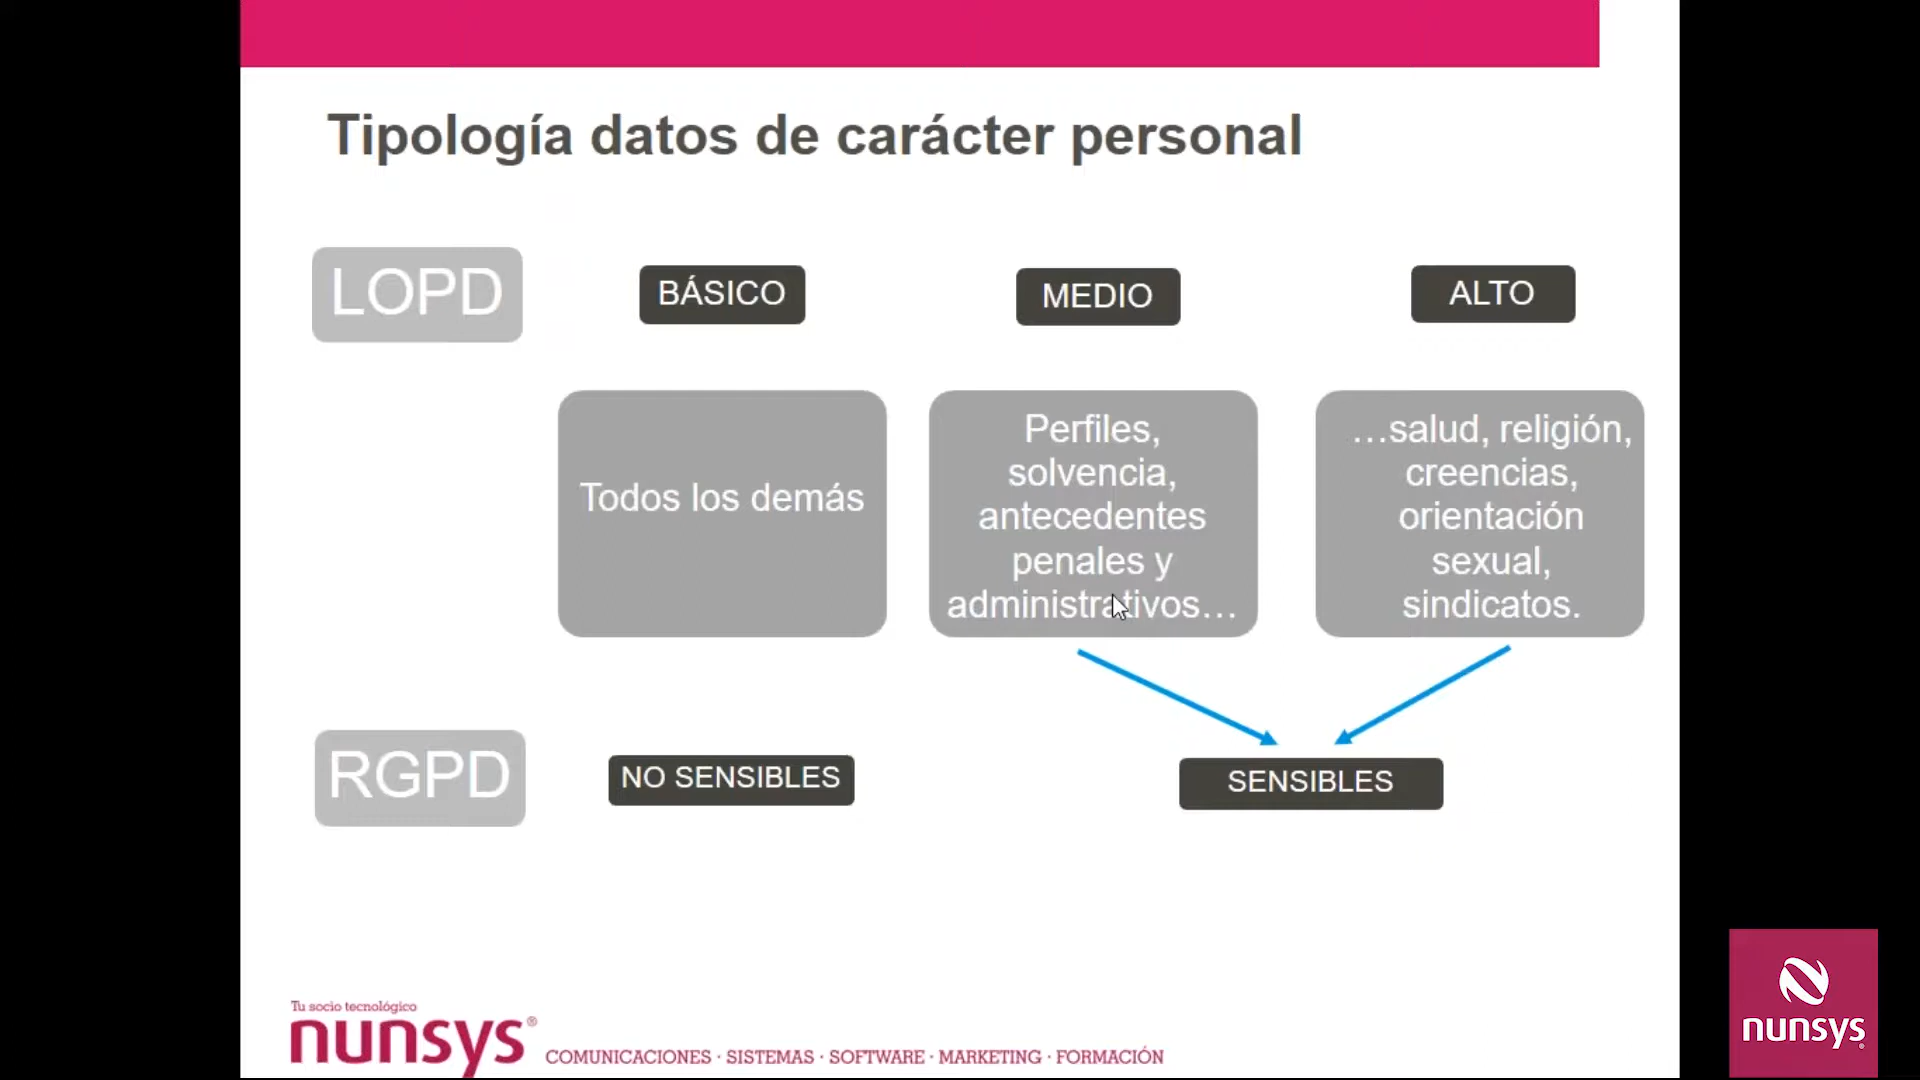 Tipología datos de carácter personal
LOPD
BÁSICO
MEDIO
ALTO
Todos los demás
Perfiles,
solvencia,
antecedentes
penales y
administrativos…
…salud, religión,
creencias,
orientación
sexual,
sindicatos.
RGPD
NO SENSIBLES
SENSIBLES
Tu socio tecnológico
nunsys®
COMUNICACIONES · SISTEMAS · SOFTWARE · MARKETING · FORMACIÓN
nunsys®